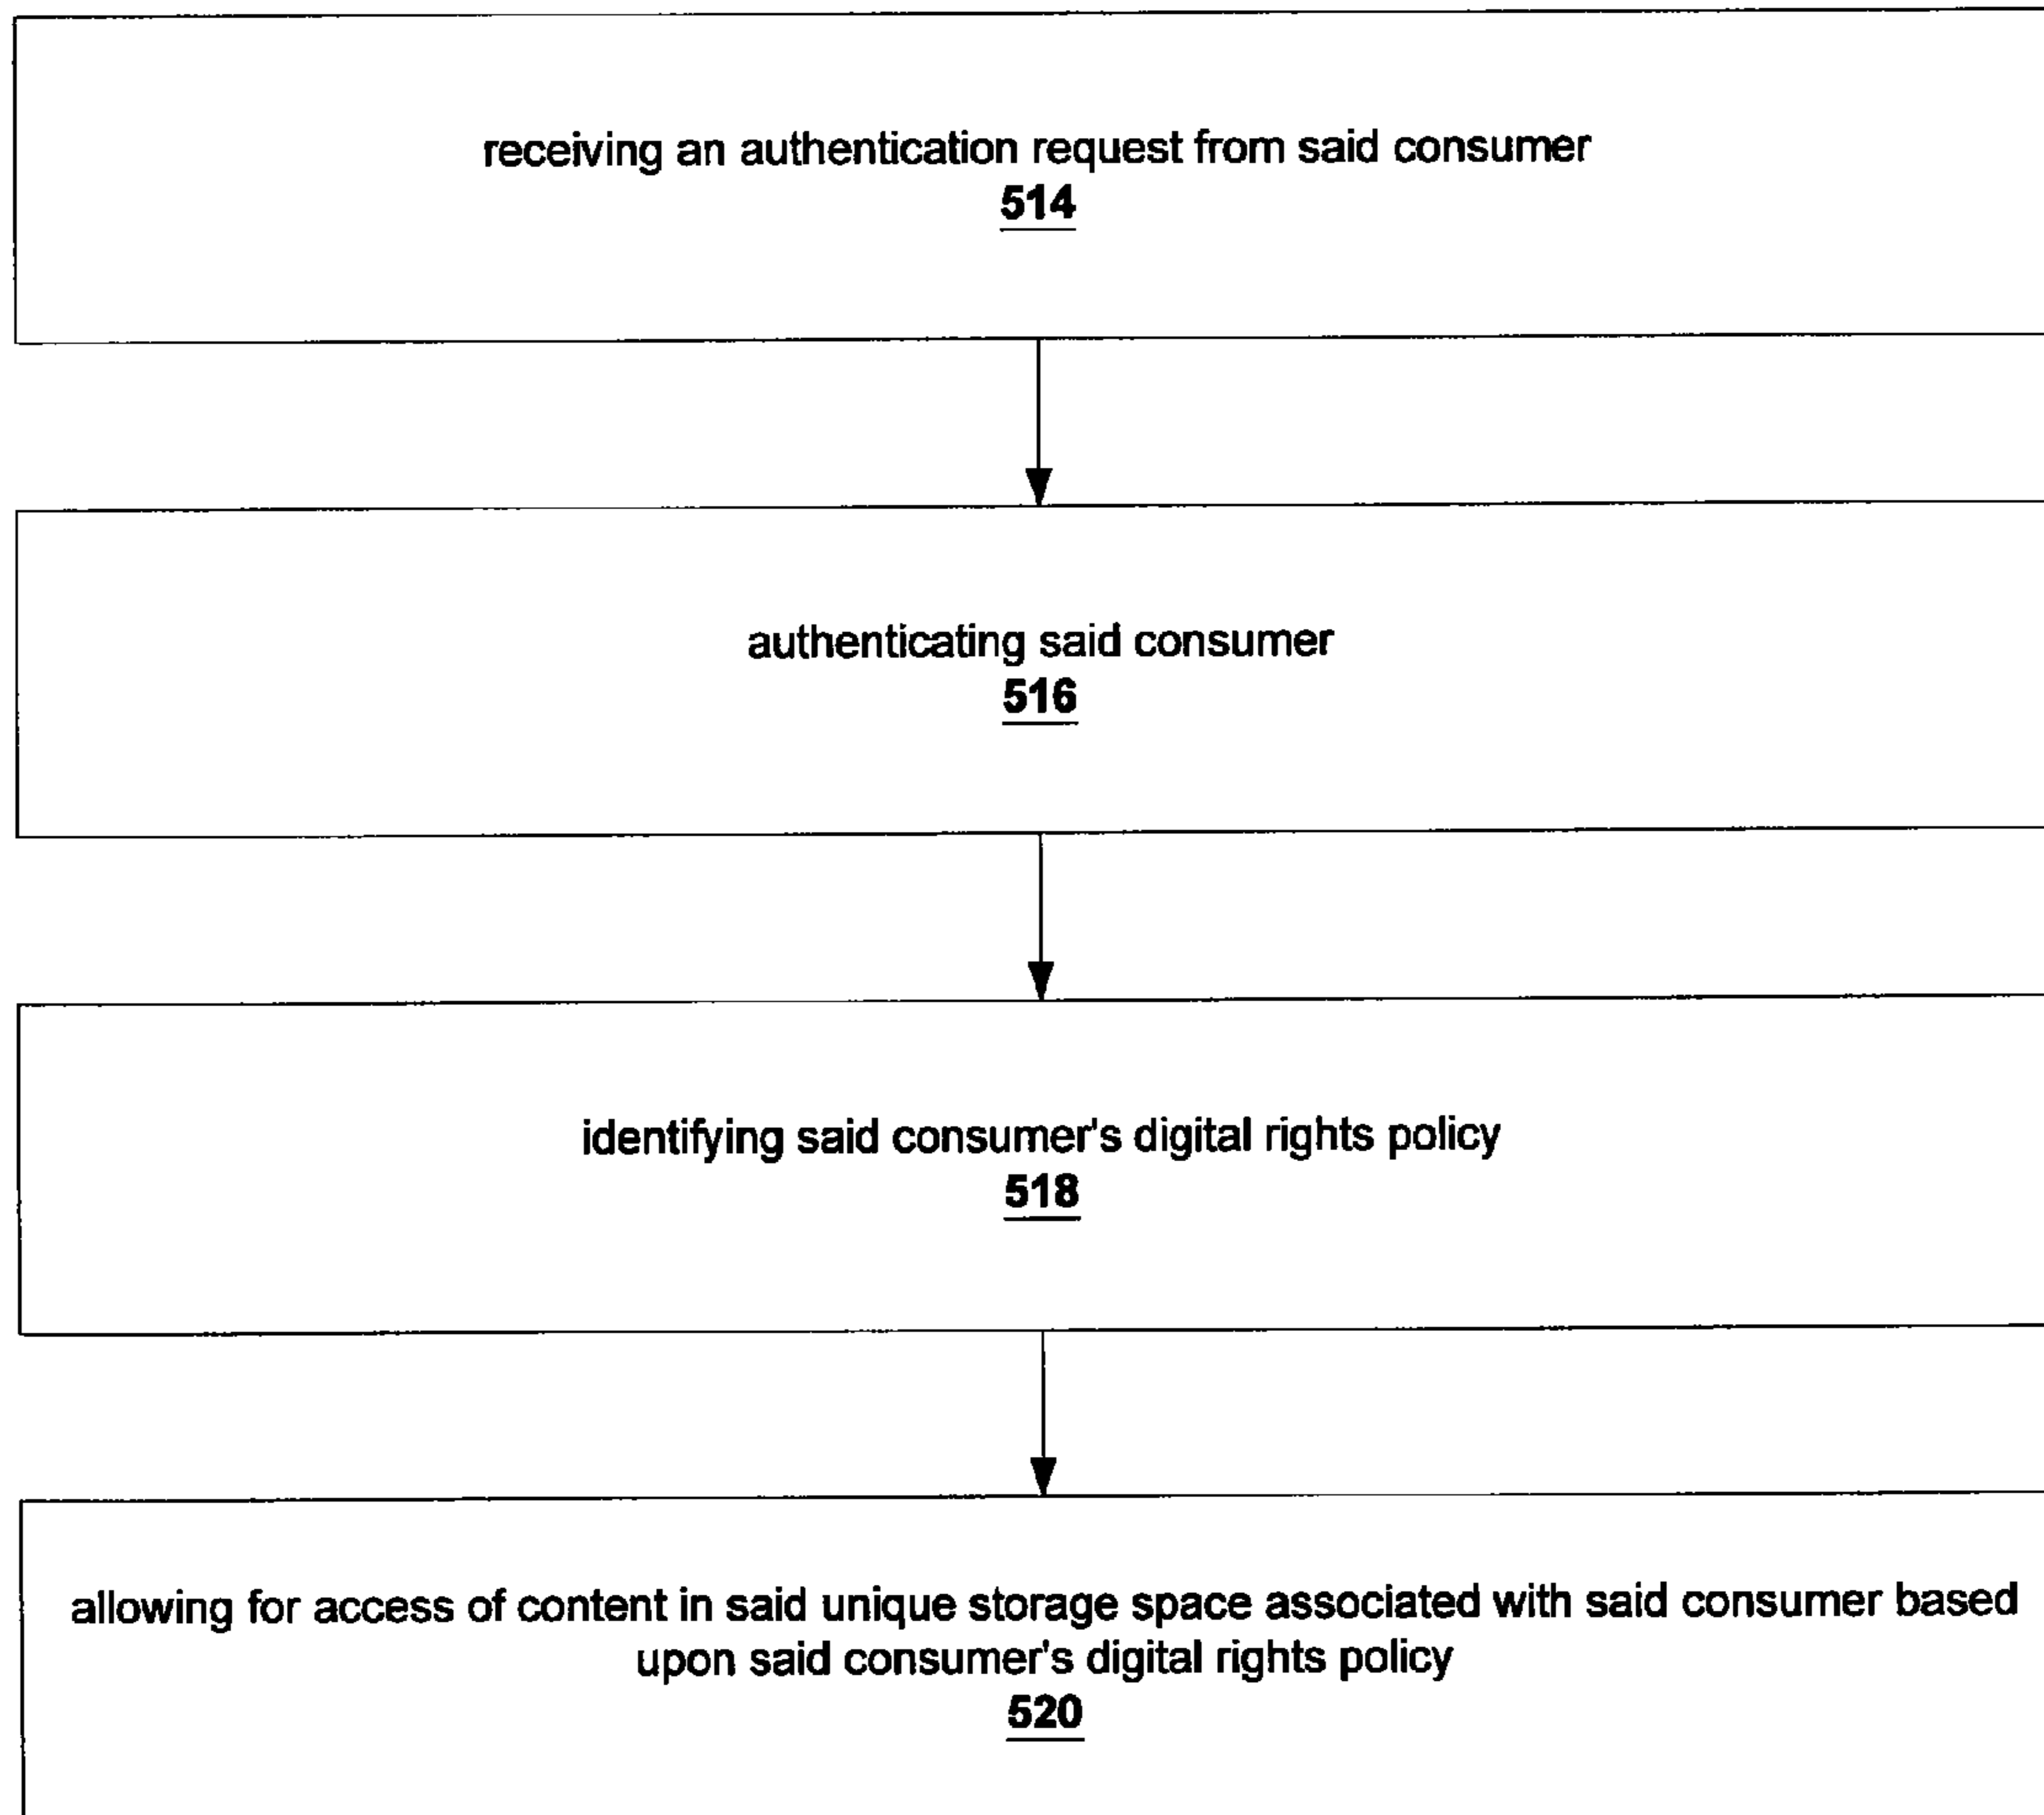 receiving an authentication request from said consumer
514
authenticating said consumer
516
identifying said consumer's digital rights policy
518
allowing for access of content in said unique storage space associated with said consumer based
upon said consumer's digital rights policy
520